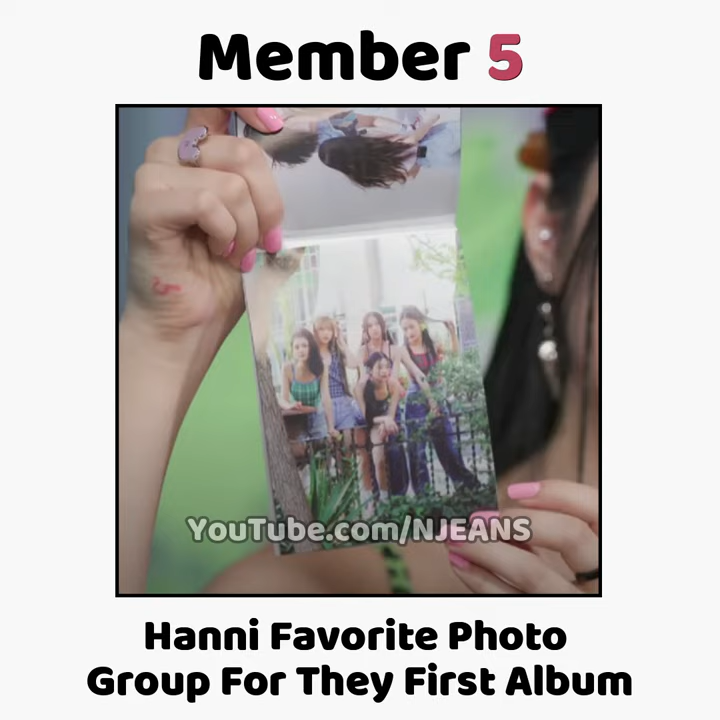 Member 5
YouTube.com/NJEANS
Hanni Favorite Photo
Group For They First Album